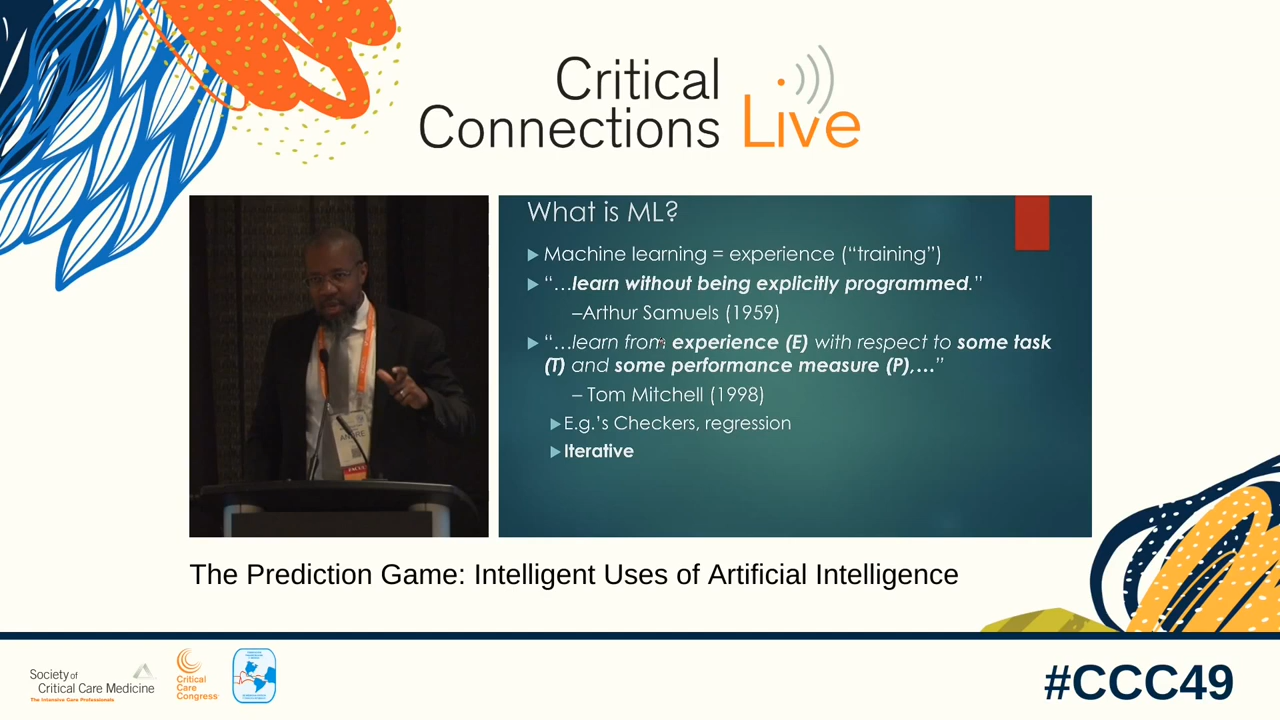 Critical
Connections Live
What is ML?
Machine learning = experience (“training”)
“…learn without being explicitly programmed.”
–Arthur Samuels (1959)
“…learn from experience (E) with respect to some task
(T) and some performance measure (P),…”
– Tom Mitchell (1998)
E.g.’s Checkers, regression
Iterative
ANDRE
The Prediction Game: Intelligent Uses of Artificial Intelligence
Society of
Critical Care Medicine
The Intensive Care Professionals
Critical
Care
Congress
#CCC49